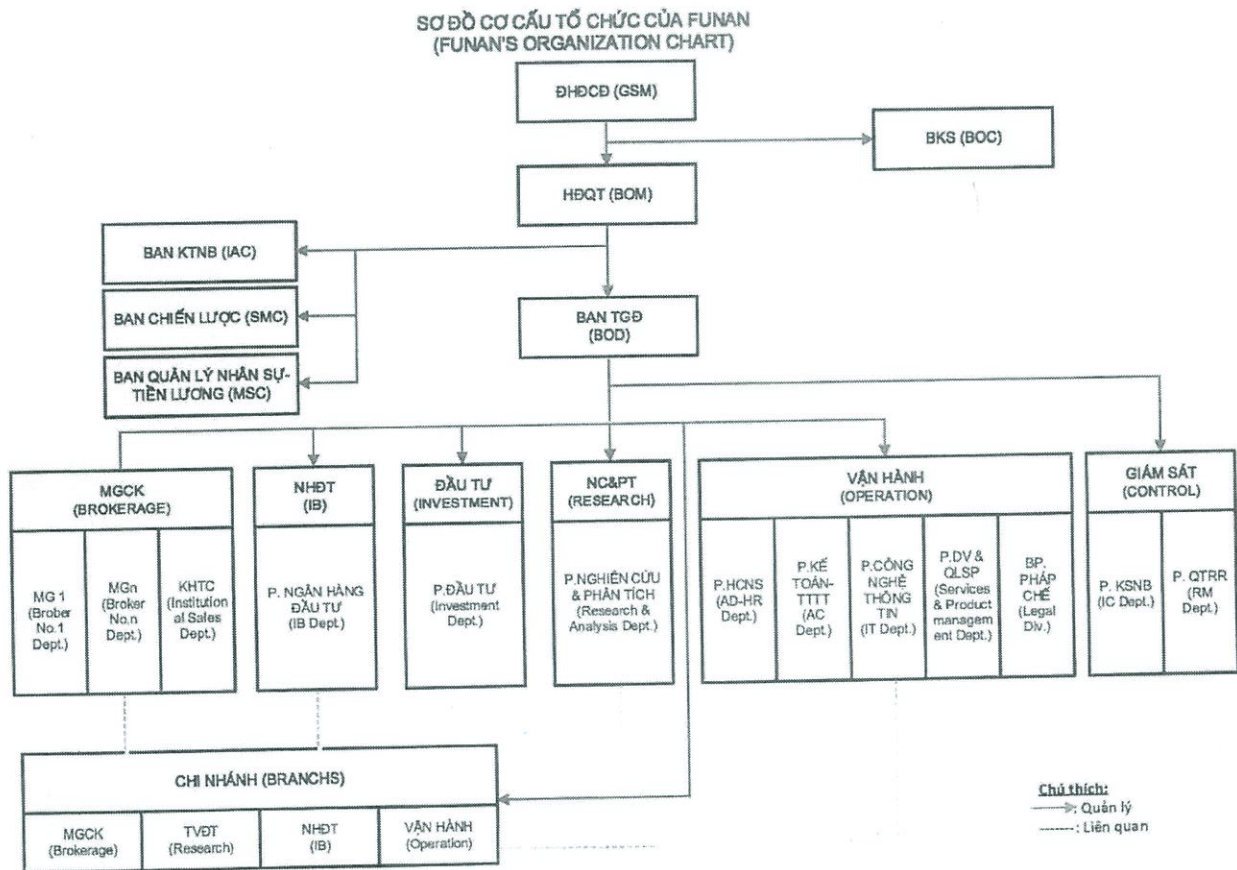 SƠ ĐỒ CƠ CẤU TỔ CHỨC CỦA FUNAN
(FUNAN'S ORGANIZATION CHART)
ĐHĐCĐ (GSM)
BKS (BOC)
HĐQT (BOM)
BAN KTNB (IAC)
BAN CHIẾN LƯỢC (SMC)
BAN QUẢN LÝ NHÂN SỰ-
TIỀN LƯƠNG (MSC)
BAN TGĐ
(BOD)
MGCK
(BROKERAGE)
MG 1
(Brober
No.1
Dept.)
MGn
(Broker
No.n
Dept.)
KHTC
(Institution
al Sales
Dept.)
NHĐT
(IB)
P. NGÂN HÀNG
ĐẦU TƯ
(IB Dept.)
ĐẦU TƯ
(INVESTMENT)
P.ĐẦU TƯ
(Investment
Dept.)
NC&PT
(RESEARCH)
P.NGHIÊN CỨU
& PHÂN TÍCH
(Research &
Analysis Dept.)
VẬN HÀNH
(OPERATION)
P.HCNS
(AD-HR
Dept.)
P.KẾ
TOÁN-
TTTT
(AC
Dept.)
P.CÔNG
NGHỆ
THÔNG
TIN
(IT Dept.)
P.DV &
QLSP
(Services
& Product
managem
ent Dept.)
BP.
PHÁP
CHẾ
(Legal
Div.)
GIÁM SÁT
(CONTROL)
P. KSNB
(IC Dept.)
P. QTRR
(RM Dept.)
CHI NHÁNH (BRANCHS)
MGCK
(Brokerage)
TVĐT
(Research)
NHĐT
(IB)
VẬN HÀNH
(Operation)
Chú thích:
: Quản lý
: Liên quan